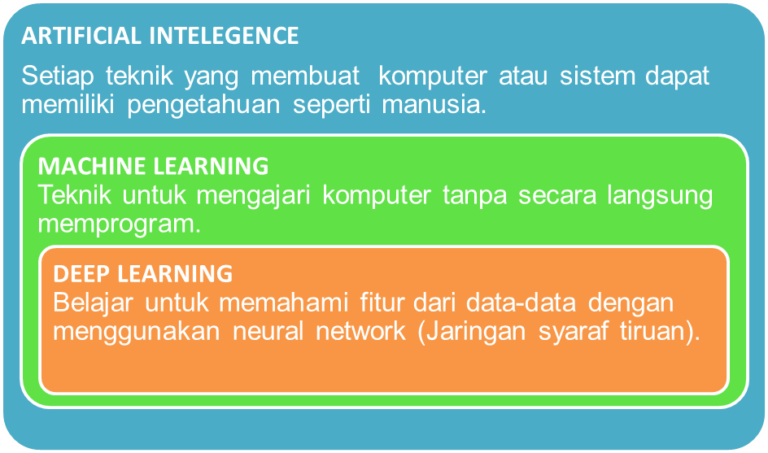 ARTIFICIAL INTELEGENCE
Setiap teknik yang membuat komputer atau sistem dapat
memiliki pengetahuan seperti manusia.
MACHINE LEARNING
Teknik untuk mengajari komputer tanpa secara langsung
memprogram.
DEEP LEARNING
Belajar untuk memahami fitur dari data-data dengan
menggunakan neural network (Jaringan syaraf tiruan).